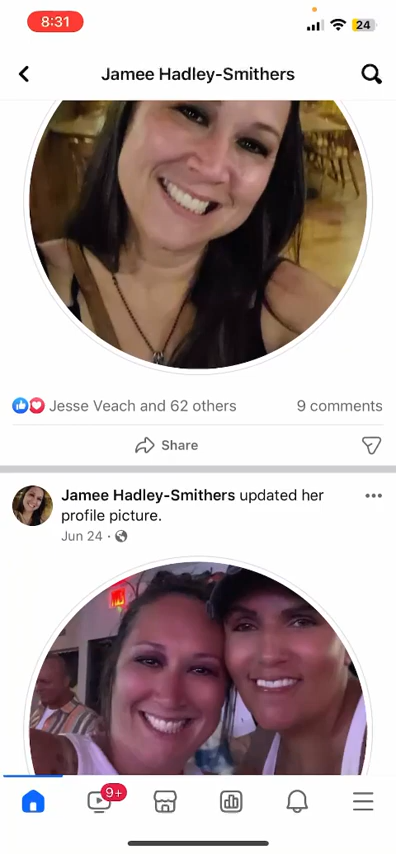 8:31
24
Jamee Hadley-Smithers
Jesse Veach and 62 others 9 comments
Share
Jamee Hadley-Smithers updated her
profile picture.
Jun 24 ·
9+